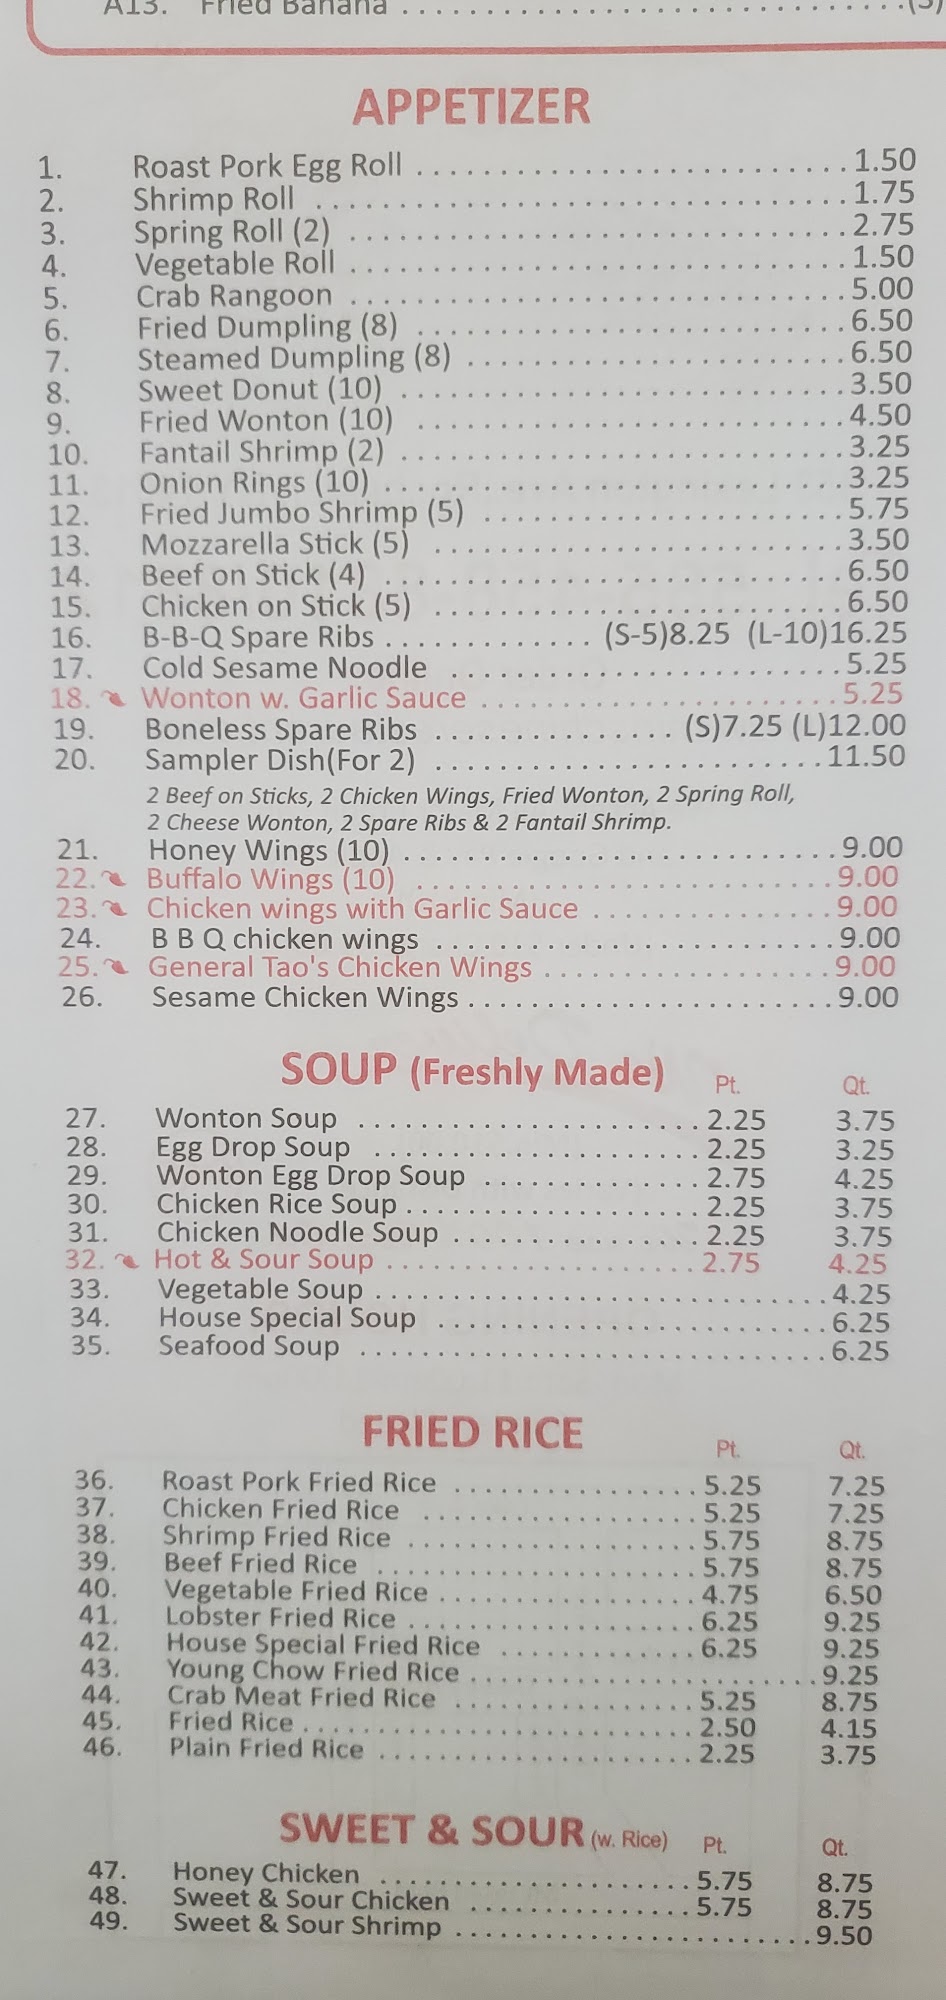 A13. Fried Banana
APPETIZER
1. Roast Pork Egg Roll 1.50
2. Shrimp Roll 1.75
3. Spring Roll (2) 2.75
4. Vegetable Roll 1.50
5. Crab Rangoon 5.00
6. Fried Dumpling (8) 6.50
7. Steamed Dumpling (8) 6.50
8. Sweet Donut (10) 3.50
9. Fried Wonton (10) 4.50
10. Fantail Shrimp (2) 3.25
11. Onion Rings (10) 3.25
12. Fried Jumbo Shrimp (5) 5.75
13. Mozzarella Stick (5) 3.50
14. Beef on Stick (4) 6.50
15. Chicken on Stick (5) 6.50
16. B-B-Q Spare Ribs (S-5)8.25 (L-10)16.25
17. Cold Sesame Noodle 5.25
18. Wonton w. Garlic Sauce 5.25
19. Boneless Spare Ribs (S)7.25 (L)12.00
20. Sampler Dish(For 2) 11.50
2 Beef on Sticks, 2 Chicken Wings, Fried Wonton, 2 Spring Roll,
2 Cheese Wonton, 2 Spare Ribs & 2 Fantail Shrimp.
21. Honey Wings (10) 9.00
22. Buffalo Wings (10) 9.00
23. Chicken wings with Garlic Sauce 9.00
24. B B Q chicken wings 9.00
25. General Tao's Chicken Wings 9.00
26. Sesame Chicken Wings 9.00
SOUP (Freshly Made) Pt. Qt.
27. Wonton Soup 2.25 3.75
28. Egg Drop Soup 2.25 3.25
29. Wonton Egg Drop Soup 2.75 4.25
30. Chicken Rice Soup 2.25 3.75
31. Chicken Noodle Soup 2.25 3.75
32. Hot & Sour Soup 2.75 4.25
33. Vegetable Soup 4.25
34. House Special Soup 6.25
35. Seafood Soup 6.25
FRIED RICE Pt. Qt.
36. Roast Pork Fried Rice 5.25 7.25
37. Chicken Fried Rice 5.25 7.25
38. Shrimp Fried Rice 5.75 8.75
39. Beef Fried Rice 5.75 8.75
40. Vegetable Fried Rice 4.75 6.50
41. Lobster Fried Rice 6.25 9.25
42. House Special Fried Rice 6.25 9.25
43. Young Chow Fried Rice 9.25
44. Crab Meat Fried Rice 5.25 8.75
45. Fried Rice 2.50 4.15
46. Plain Fried Rice 2.25 3.75
SWEET & SOUR (w. Rice) Pt. Qt.
47. Honey Chicken 5.75 8.75
48. Sweet & Sour Chicken 5.75 8.75
49. Sweet & Sour Shrimp 9.50